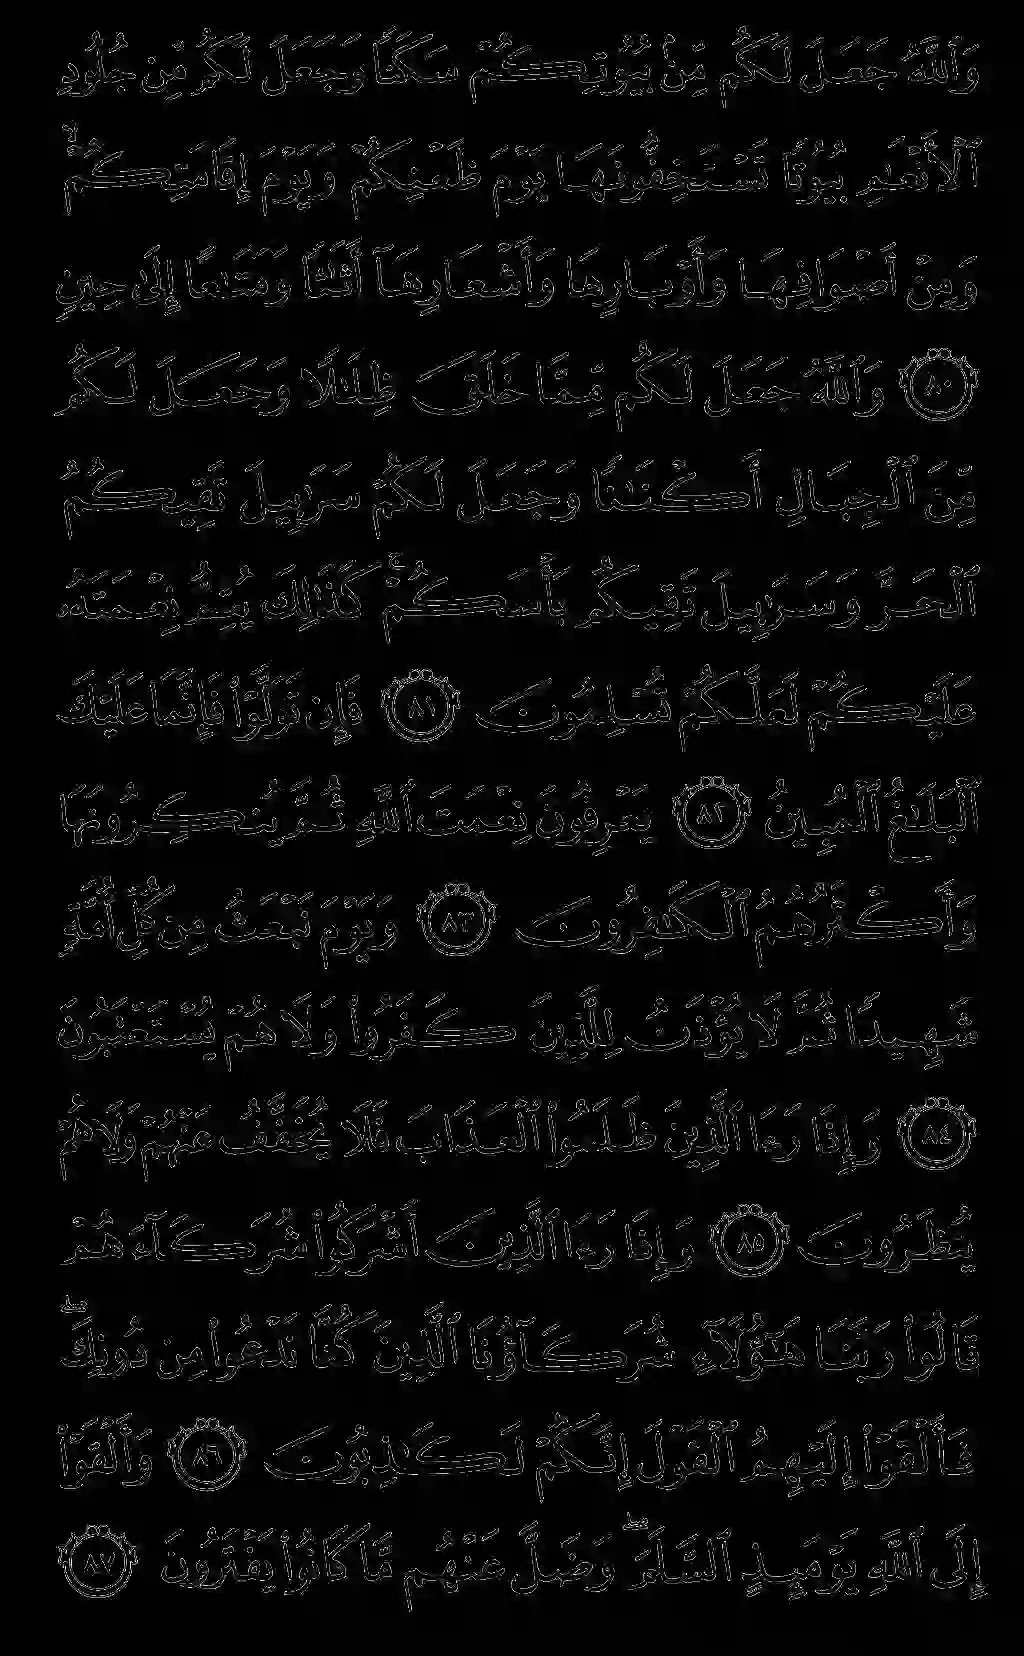 وَٱللَّهُ جَعَلَ لَكُم مِّنۢ بُيُوتِكُمْ سَكَنًا وَجَعَلَ لَكُم مِّن جُلُودِ
ٱلْأَنْعَٰمِ بُيُوتًا تَسْتَخِفُّونَهَا يَوْمَ ظَعْنِكُمْ وَيَوْمَ إِقَامَتِكُمْ ۙ
وَمِنْ أَصْوَافِهَا وَأَوْبَارِهَا وَأَشْعَارِهَآ أَثَٰثًا وَمَتَٰعًا إِلَىٰ حِينٍ
٨٠ وَٱللَّهُ جَعَلَ لَكُم مِّمَّا خَلَقَ ظِلَٰلًا وَجَعَلَ لَكُم
مِّنَ ٱلْجِبَالِ أَكْنَٰنًا وَجَعَلَ لَكُمْ سَرَٰبِيلَ تَقِيكُمُ
ٱلْحَرَّ وَسَرَٰبِيلَ تَقِيكُم بَأْسَكُمْ ۚ كَذَٰلِكَ يُتِمُّ نِعْمَتَهُۥ
عَلَيْكُمْ لَعَلَّكُمْ تُسْلِمُونَ ٨١ فَإِن تَوَلَّوْا۟ فَإِنَّمَا عَلَيْكَ
ٱلْبَلَٰغُ ٱلْمُبِينُ ٨٢ يَعْرِفُونَ نِعْمَتَ ٱللَّهِ ثُمَّ يُنكِرُونَهَا
وَأَكْثَرُهُمُ ٱلْكَٰفِرُونَ ٨٣ وَيَوْمَ نَبْعَثُ مِن كُلِّ أُمَّةٍ
شَهِيدًا ثُمَّ لَا يُؤْذَنُ لِلَّذِينَ كَفَرُوا۟ وَلَا هُمْ يُسْتَعْتَبُونَ
٨٤ وَإِذَا رَءَا ٱلَّذِينَ ظَلَمُوا۟ ٱلْعَذَابَ فَلَا يُخَفَّفُ عَنْهُمْ وَلَا هُمْ
يُنظَرُونَ ٨٥ وَإِذَا رَءَا ٱلَّذِينَ أَشْرَكُوا۟ شُرَكَآءَهُمْ
قَالُوا۟ رَبَّنَا هَٰٓؤُلَآءِ شُرَكَآؤُنَا ٱلَّذِينَ كُنَّا نَدْعُوا۟ مِن دُونِكَ ۖ
فَأَلْقَوْا۟ إِلَيْهِمُ ٱلْقَوْلَ إِنَّكُمْ لَكَٰذِبُونَ ٨٦ وَأَلْقَوْا۟
إِلَى ٱللَّهِ يَوْمَئِذٍ ٱلسَّلَمَ ۖ وَضَلَّ عَنْهُم مَّا كَانُوا۟ يَفْتَرُونَ ٨٧